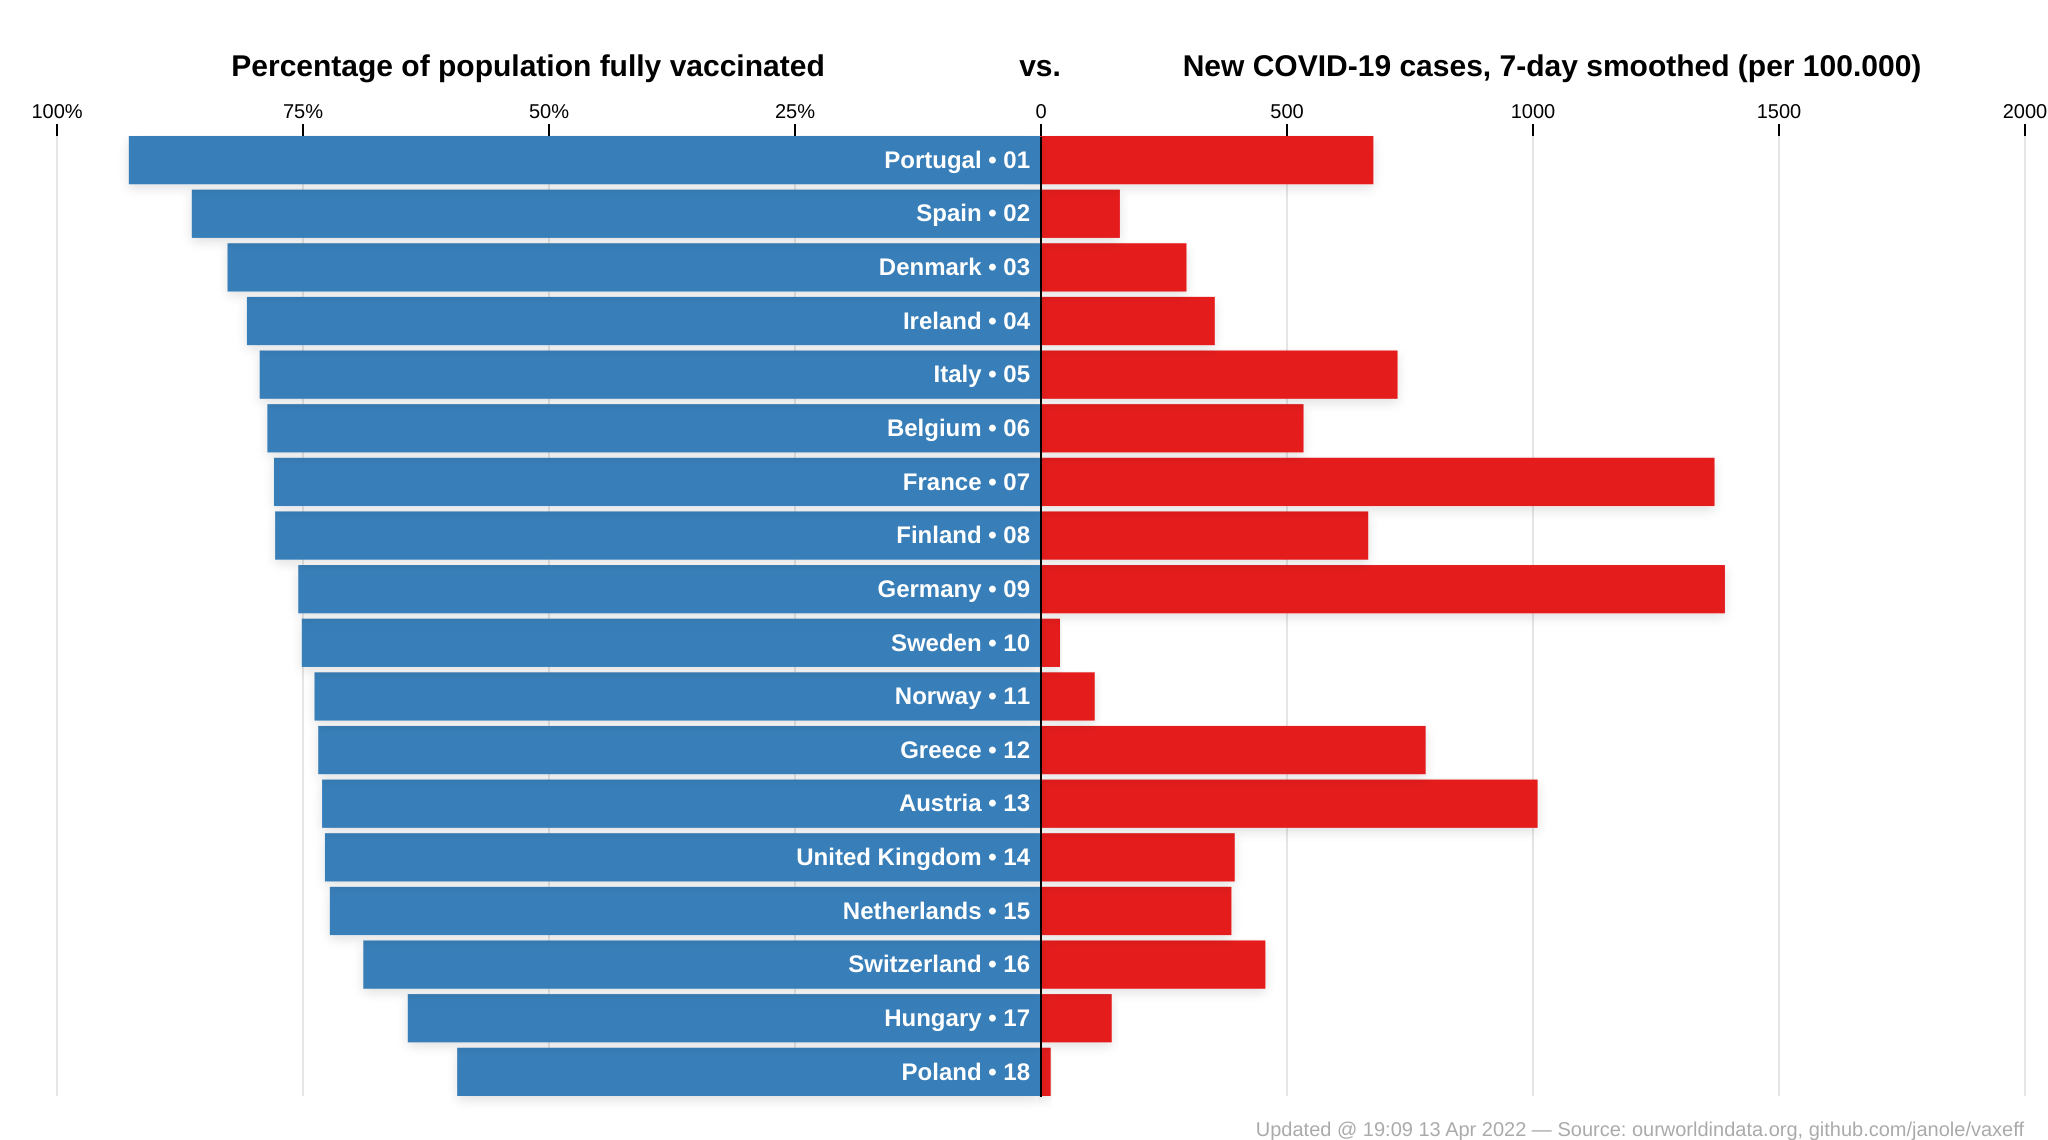 Percentage of population fully vaccinated vs. New COVID-19 cases, 7-day smoothed (per 100.000)
100% 75% 50% 25% 0 500 1000 1500 2000
Portugal • 01
Spain • 02
Denmark • 03
Ireland • 04
Italy • 05
Belgium • 06
France • 07
Finland • 08
Germany • 09
Sweden • 10
Norway • 11
Greece • 12
Austria • 13
United Kingdom • 14
Netherlands • 15
Switzerland • 16
Hungary • 17
Poland • 18
Updated @ 19:09 13 Apr 2022 — Source: ourworldindata.org, github.com/janole/vaxeff